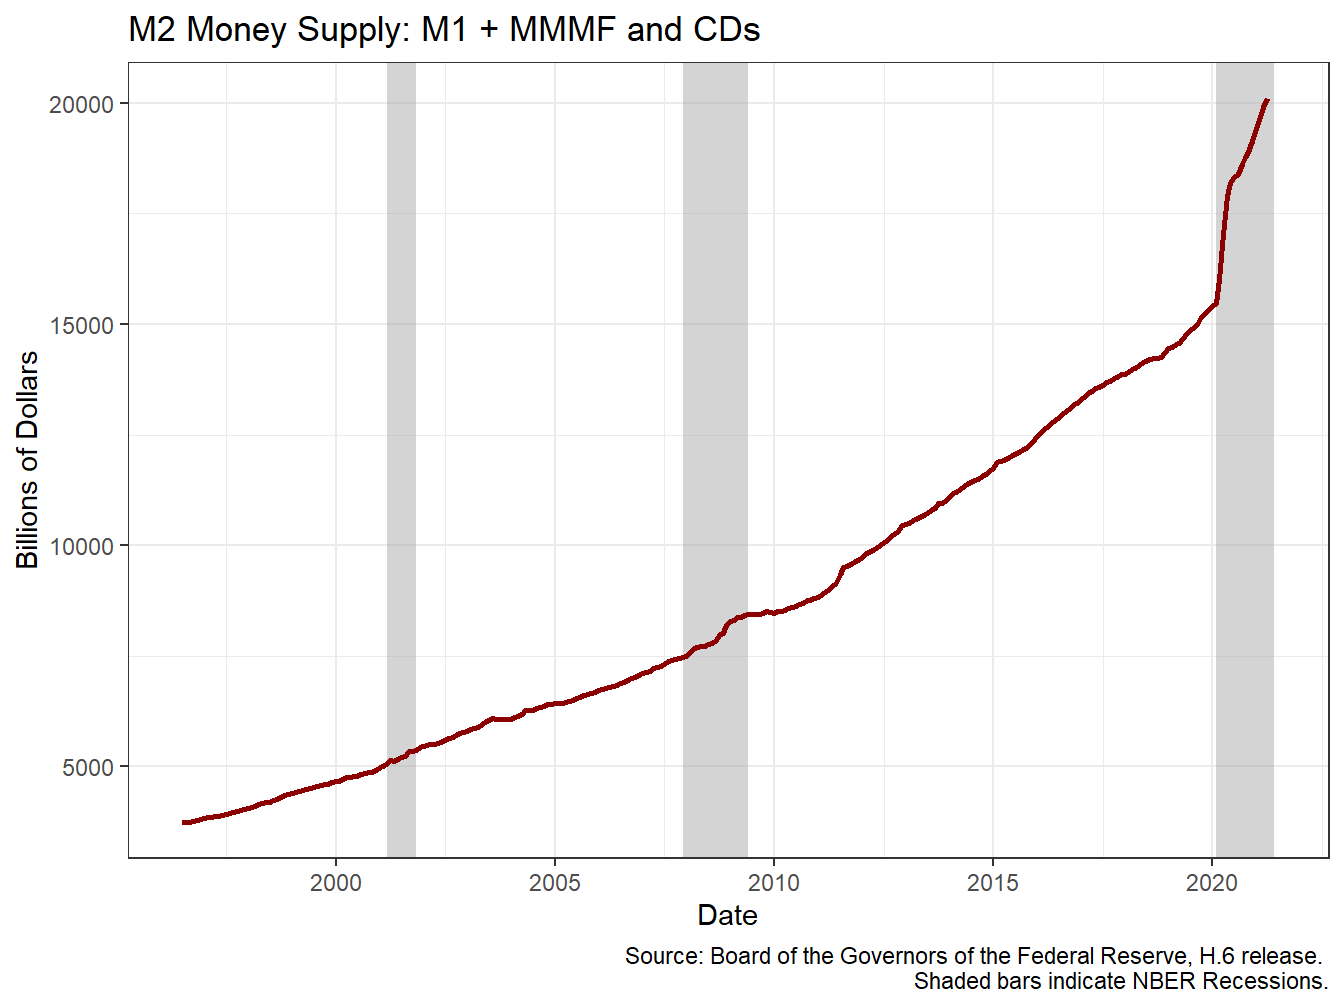 M2 Money Supply: M1 + MMMF and CDs
20000
15000
10000
5000
Billions of Dollars
2000 2005 2010 2015 2020
Date
Source: Board of the Governors of the Federal Reserve, H.6 release.
Shaded bars indicate NBER Recessions.